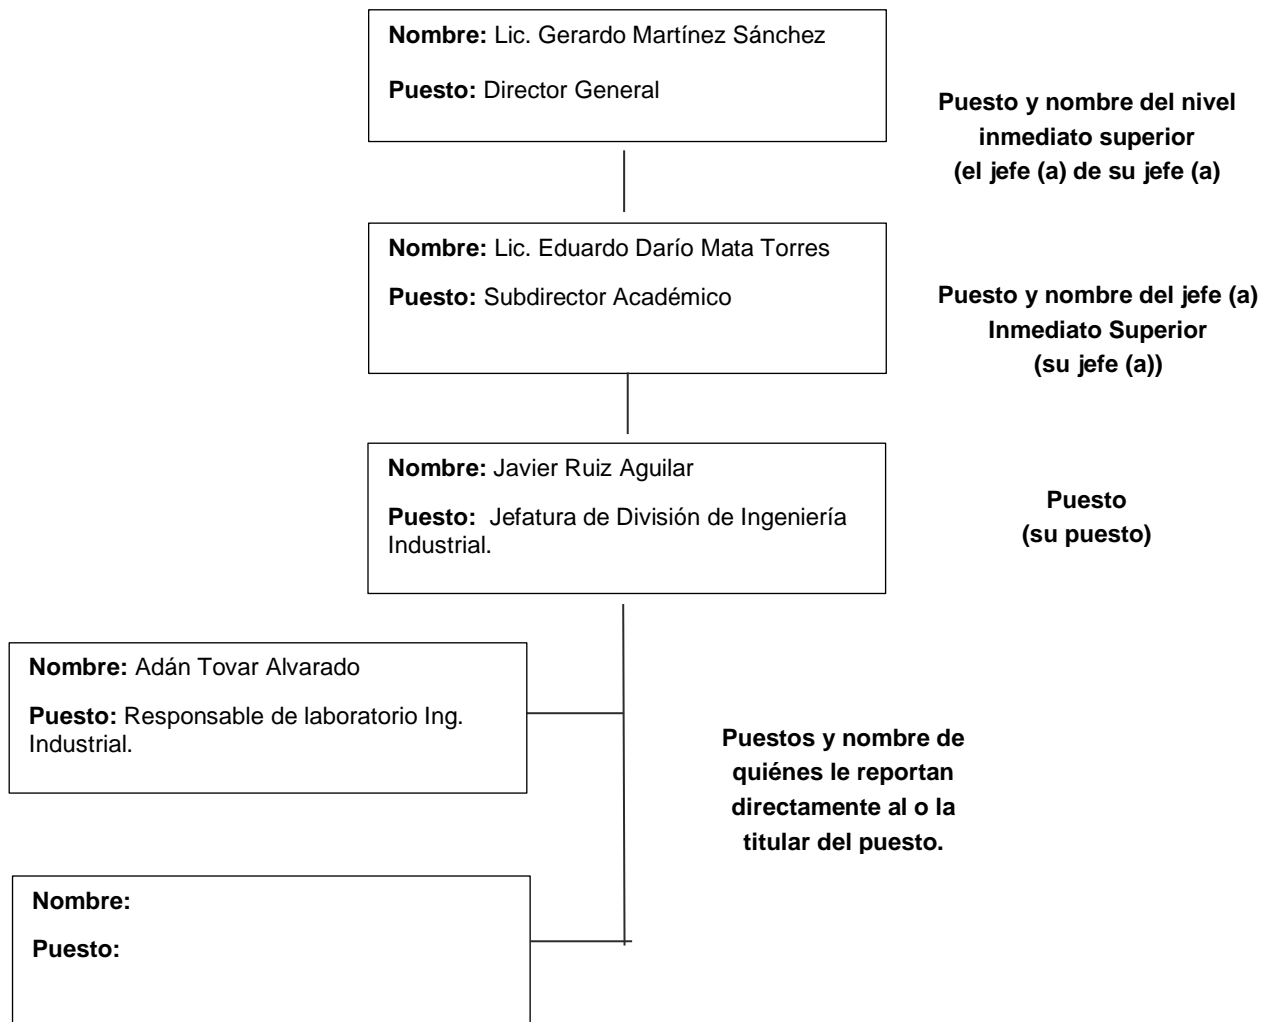 Nombre: Lic. Gerardo Martínez Sánchez
Puesto: Director General
Puesto y nombre del nivel
inmediato superior
(el jefe (a) de su jefe (a)
Nombre: Lic. Eduardo Darío Mata Torres
Puesto: Subdirector Académico
Puesto y nombre del jefe (a)
Inmediato Superior
(su jefe (a))
Nombre: Javier Ruiz Aguilar
Puesto: Jefatura de División de Ingeniería
Industrial.
Puesto
(su puesto)
Nombre: Adán Tovar Alvarado
Puesto: Responsable de laboratorio Ing.
Industrial.
Puestos y nombre de
quiénes le reportan
directamente al o la
titular del puesto.
Nombre:
Puesto: